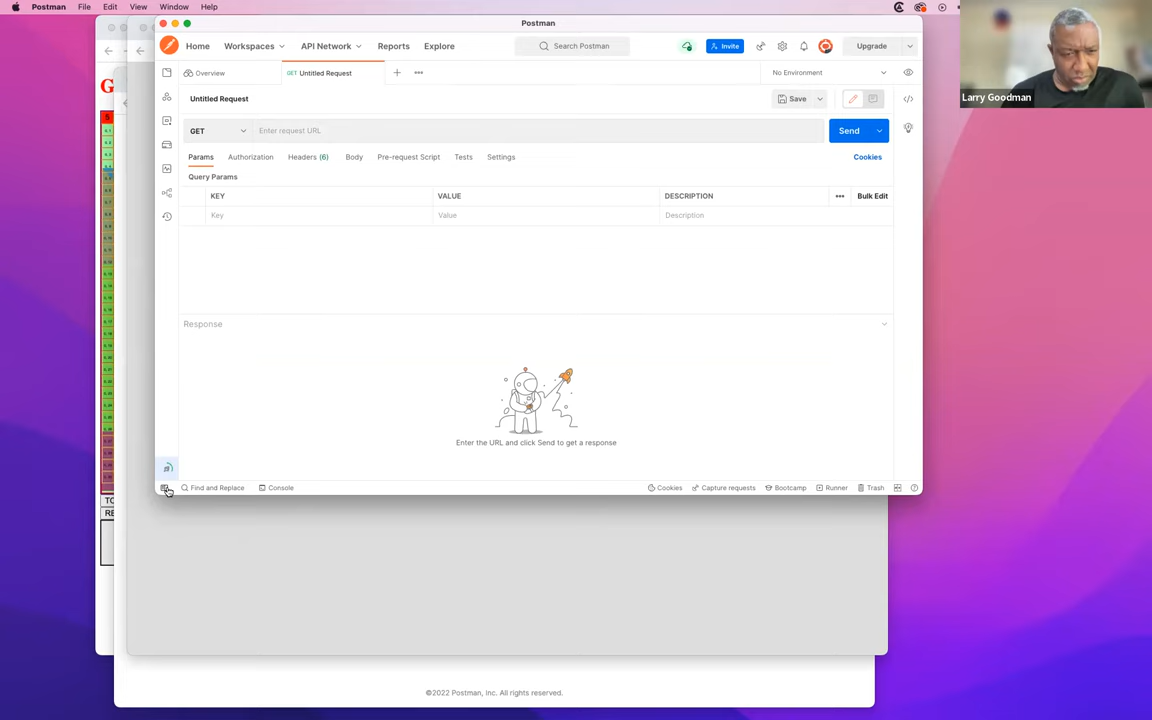 Postman File Edit View Window Help
Postman
Home Workspaces API Network Reports Explore Search Postman Invite Upgrade
Overview GET Untitled Request No Environment
Untitled Request Save
GET Enter request URL Send
Params Authorization Headers (6) Body Pre-request Script Tests Settings Cookies
Query Params
KEY VALUE DESCRIPTION Bulk Edit
Key Value Description
Response
Enter the URL and click Send to get a response
Find and Replace Console Cookies Capture requests Bootcamp Runner Trash
Larry Goodman
G
S
TO
RE
©2022 Postman, Inc. All rights reserved.